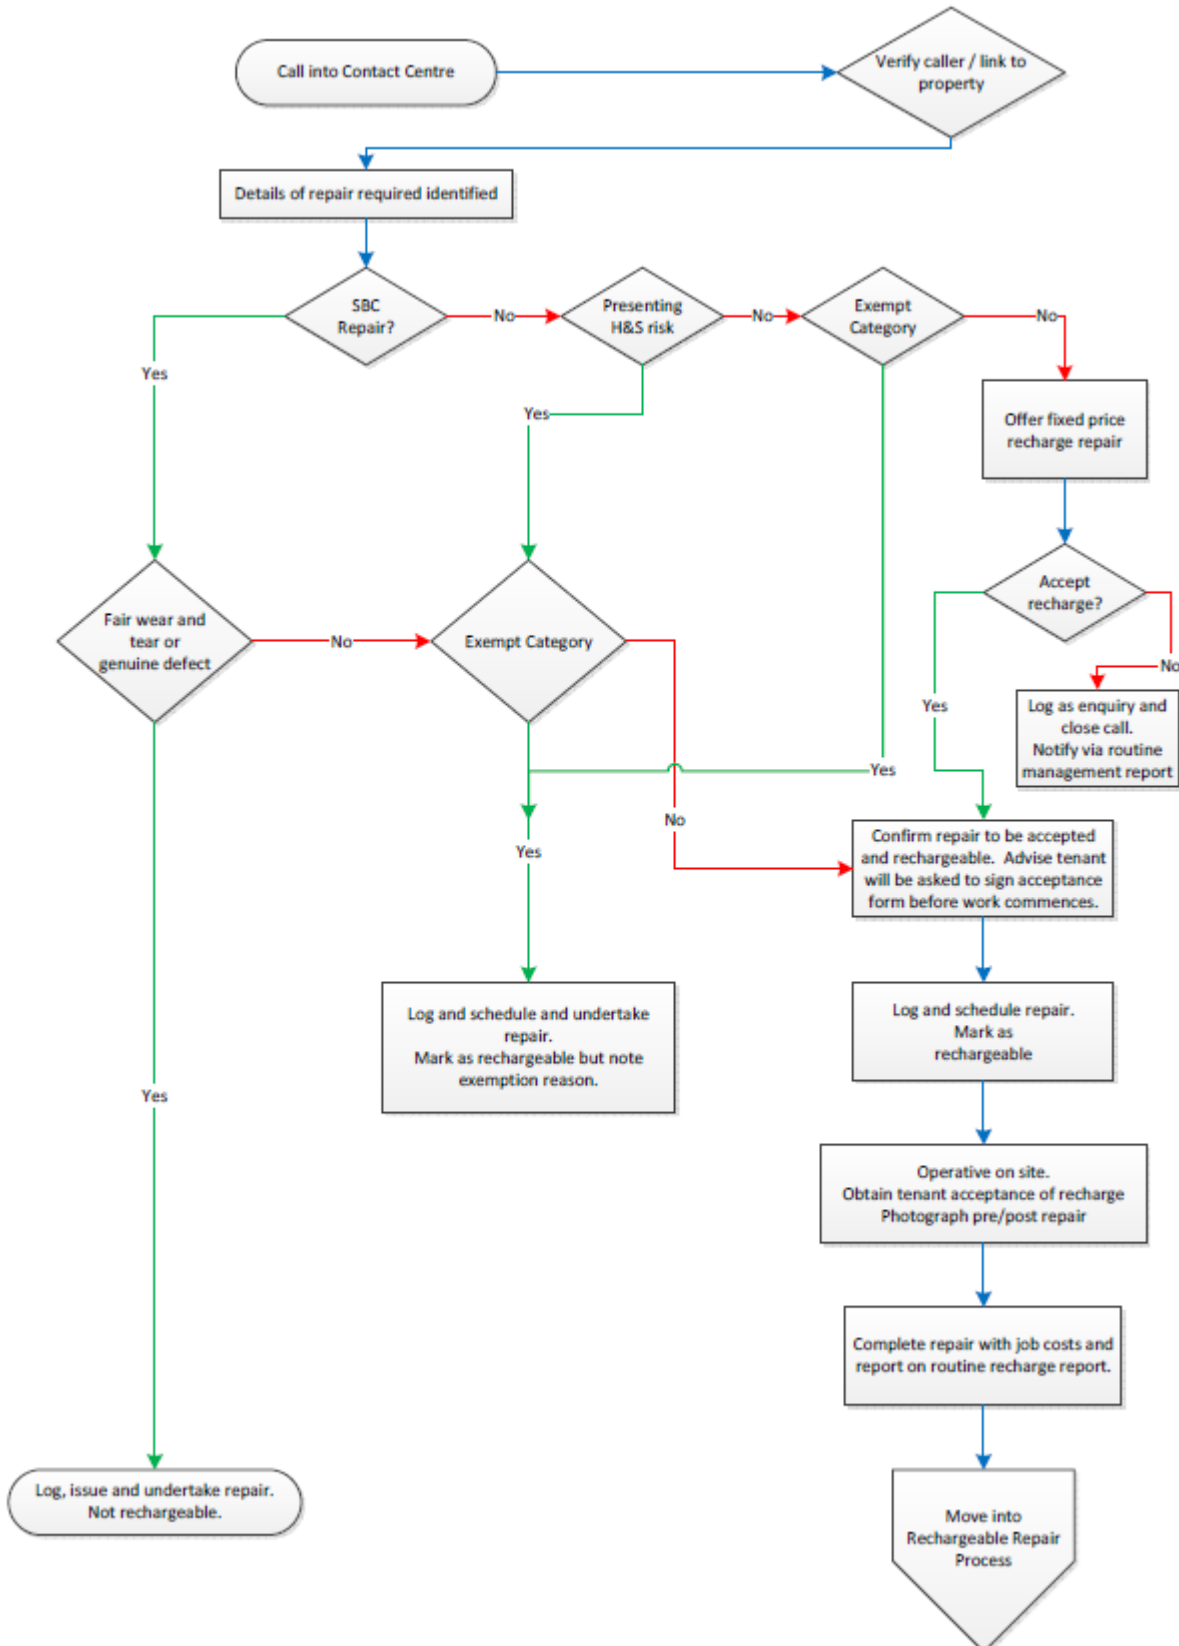 Call into Contact Centre
Verify caller / link to
property
Details of repair required identified
SBC
Repair?
No
Presenting
H&S risk
No
Exempt
Category
No
Yes
Yes
Offer fixed price
recharge repair
Accept
recharge?
Fair wear and
tear or
genuine defect
No
Exempt Category
No
Yes
Log as enquiry and
close call.
Notify via routine
management report
Yes
No
Confirm repair to be accepted
and rechargeable. Advise tenant
will be asked to sign acceptance
form before work commences.
Yes
Log and schedule and undertake
repair.
Mark as rechargeable but note
exemption reason.
Log and schedule repair.
Mark as
rechargeable
Yes
Operative on site.
Obtain tenant acceptance of recharge
Photograph pre/post repair
Complete repair with job costs and
report on routine recharge report.
Log, issue and undertake repair.
Not rechargeable.
Move into
Rechargeable Repair
Process